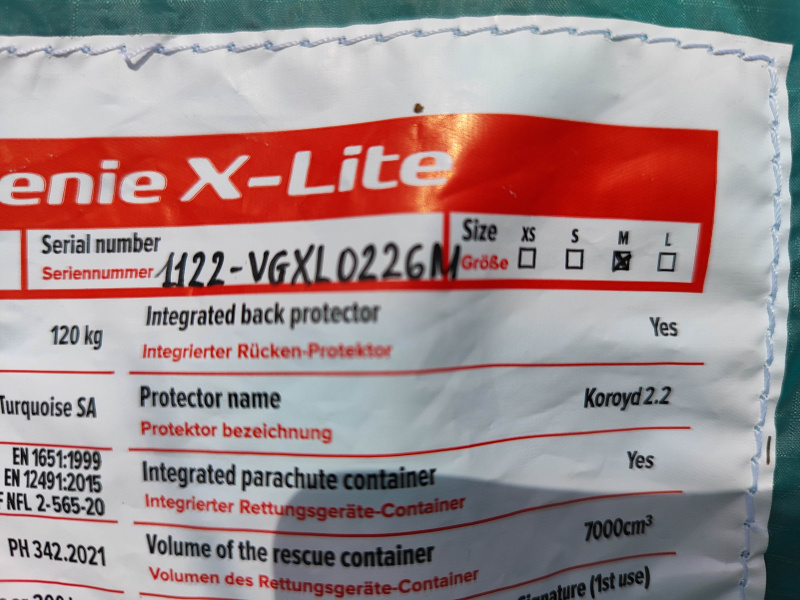 enie X-Lite
Serial number
Seriennummer 1122-VGXL0226M
Size XS S M L
Größe
120 kg
Integrated back protector Yes
Integrierter Rücken-Protektor
Turquoise SA
Protector name Koroyd 2.2
Protektor bezeichnung
EN 1651:1999
EN 12491:2015
NFL 2-565-20
Integrated parachute container Yes
Integrierter Rettungsgeräte-Container
PH 342.2021
Volume of the rescue container 7000cm³
Volumen des Rettungsgeräte-Container
nature (1st use)